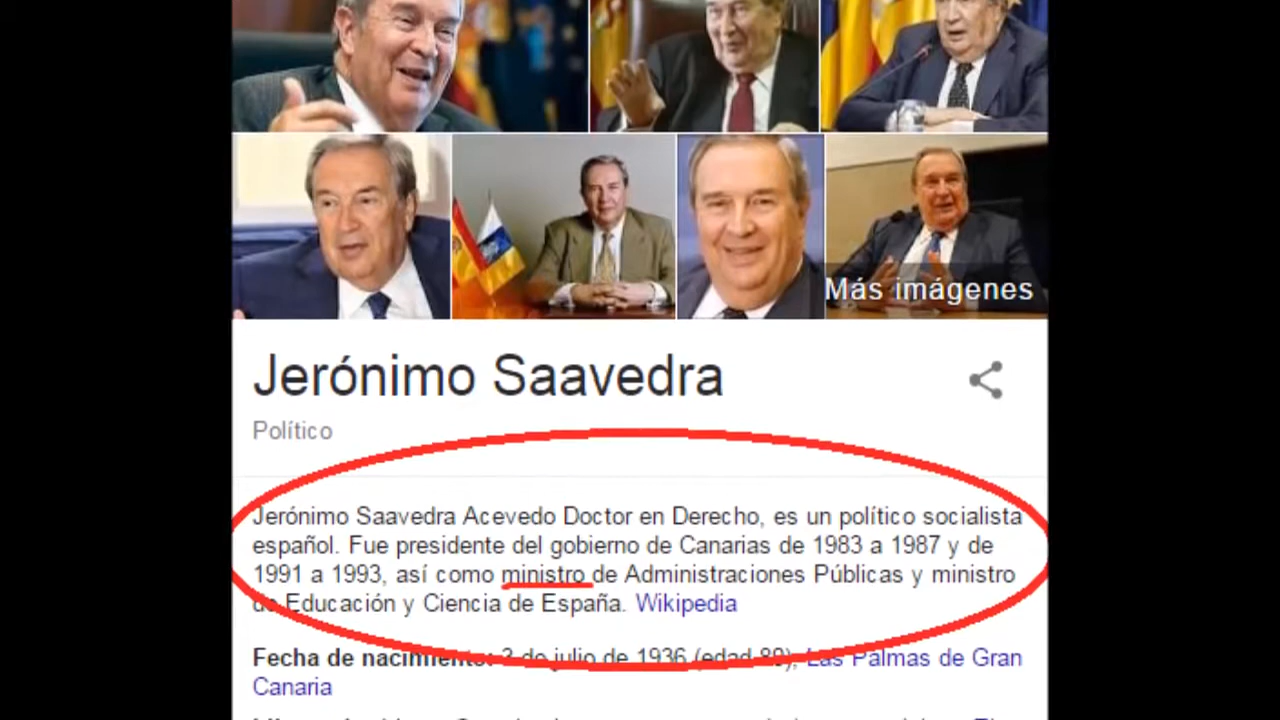 Más imágenes
Jerónimo Saavedra
Político
Jerónimo Saavedra Acevedo Doctor en Derecho, es un político socialista
español. Fue presidente del gobierno de Canarias de 1983 a 1987 y de
1991 a 1993, así como ministro de Administraciones Públicas y ministro
de Educación y Ciencia de España. Wikipedia
Fecha de nacimiento: 3 de julio de 1936 (edad 80), Las Palmas de Gran
Canaria